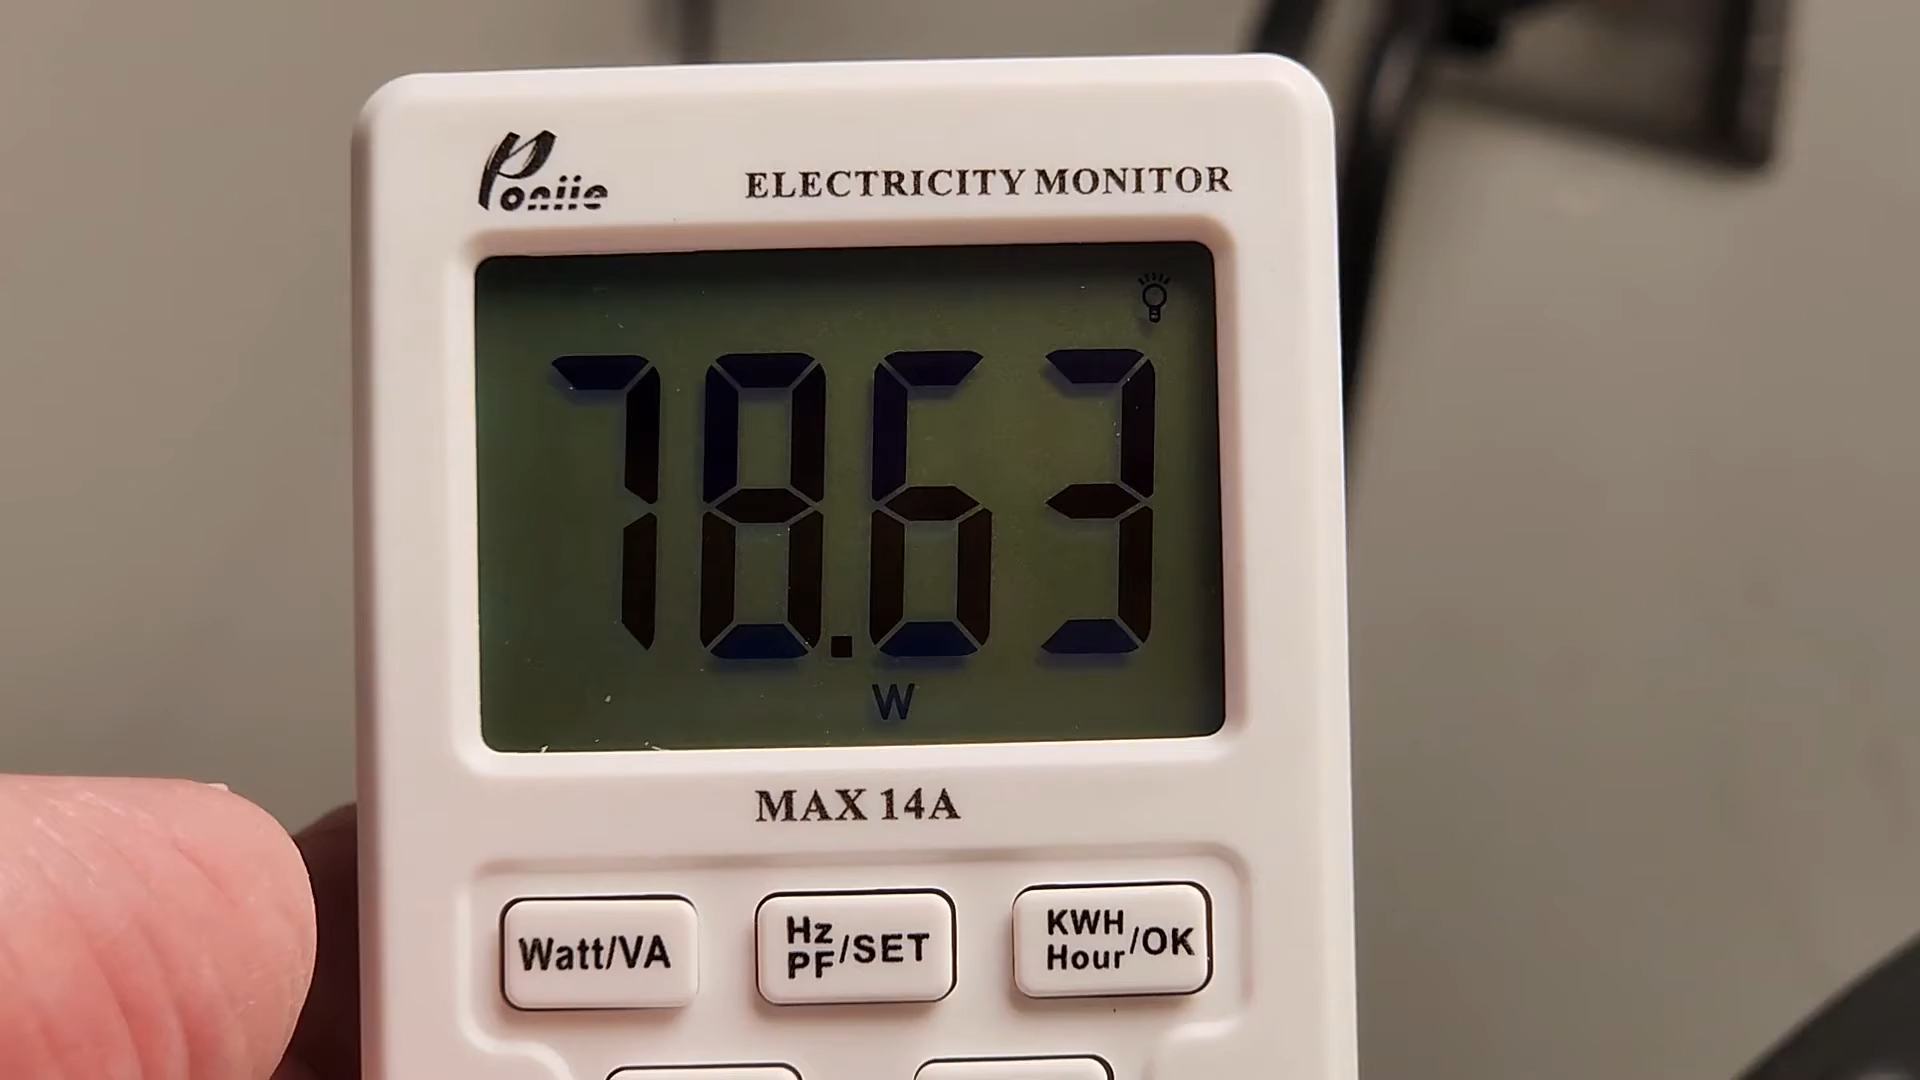 Poniie
ELECTRICITY MONITOR
78.63
W
MAX 14A
Watt/VA
Hz
PF/SET
KWH
Hour/OK